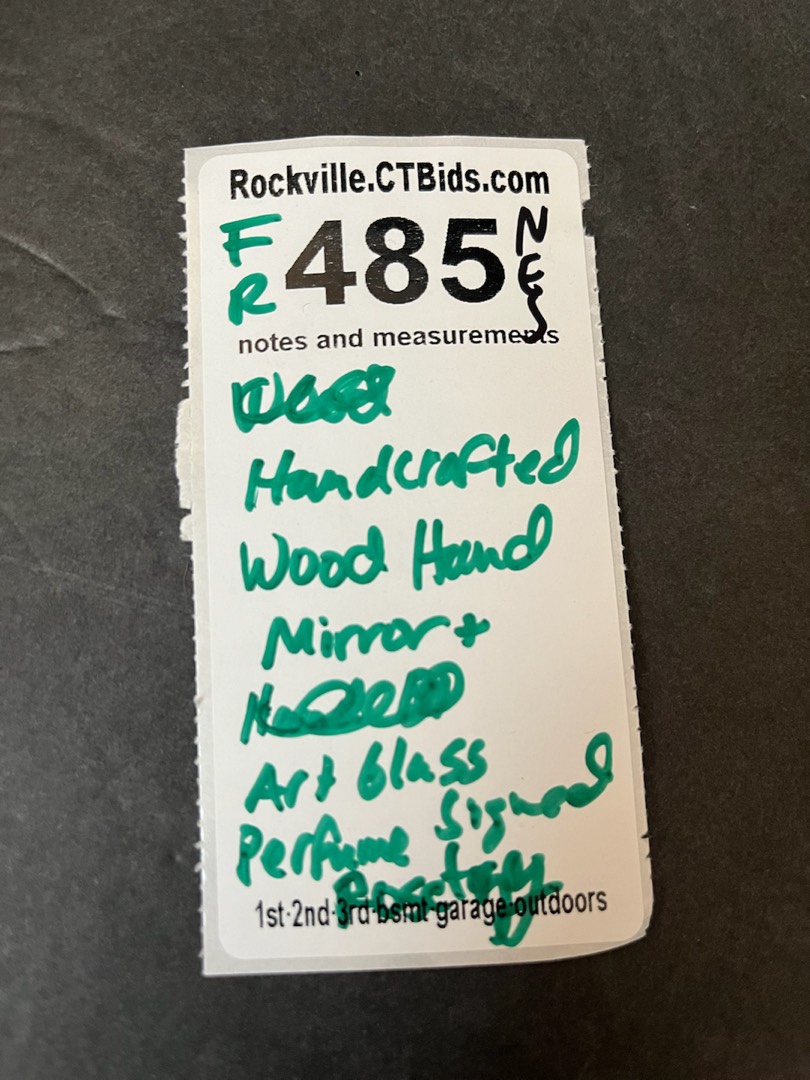 Rockville.CTBids.com
F R 485 NES
notes and measurements
Handcrafted
Wood Hand
Mirror +
Art Glass
Perfume Signed
1st·2nd·3rd·bsmt·garage·outdoors